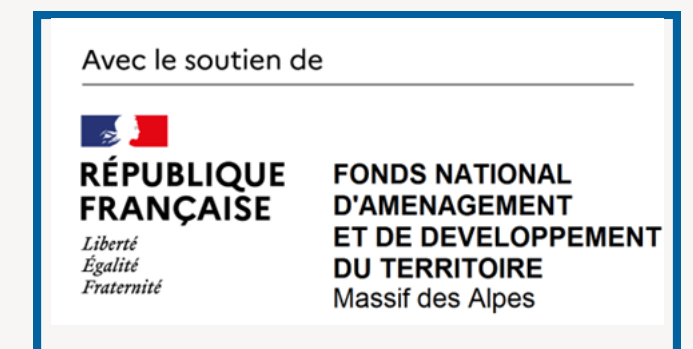 Avec le soutien de
RÉPUBLIQUE
FRANÇAISE
Liberté
Égalité
Fraternité
FONDS NATIONAL
D'AMENAGEMENT
ET DE DEVELOPPEMENT
DU TERRITOIRE
Massif des Alpes